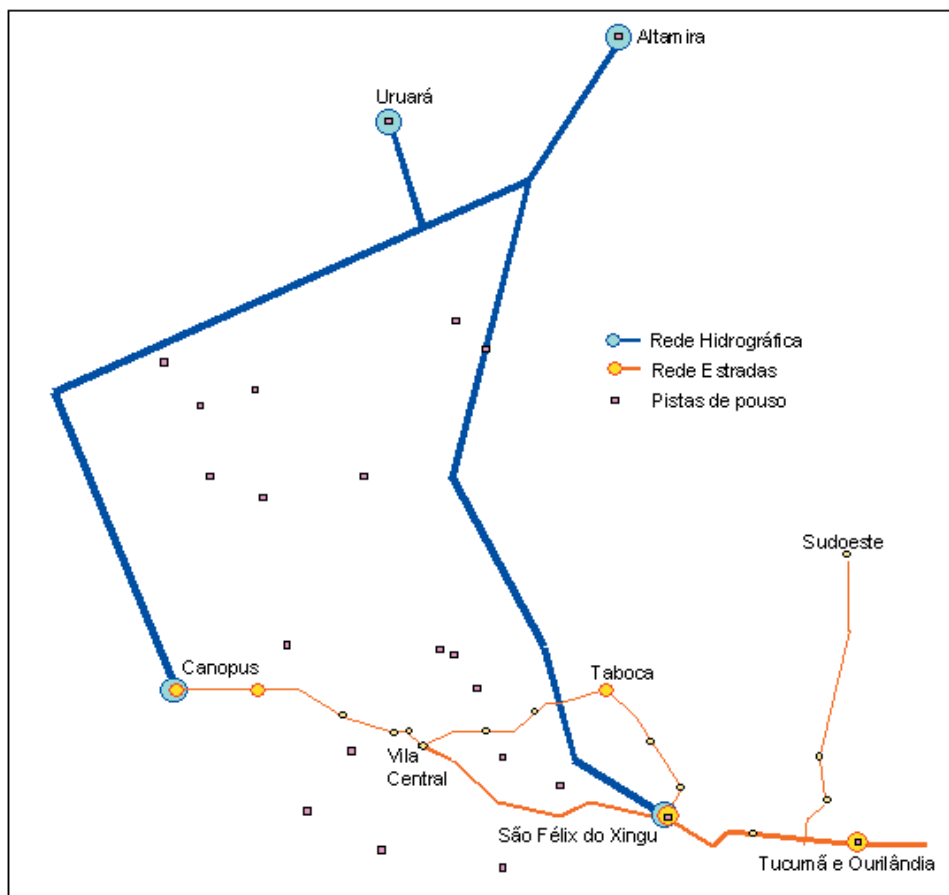 Altamira
Uruará
Rede Hidrográfica
Rede Estradas
Pistas de pouso
Sudoeste
Canopus
Taboca
Vila
Central
São Félix do Xingu
Tucumã e Ourilândia